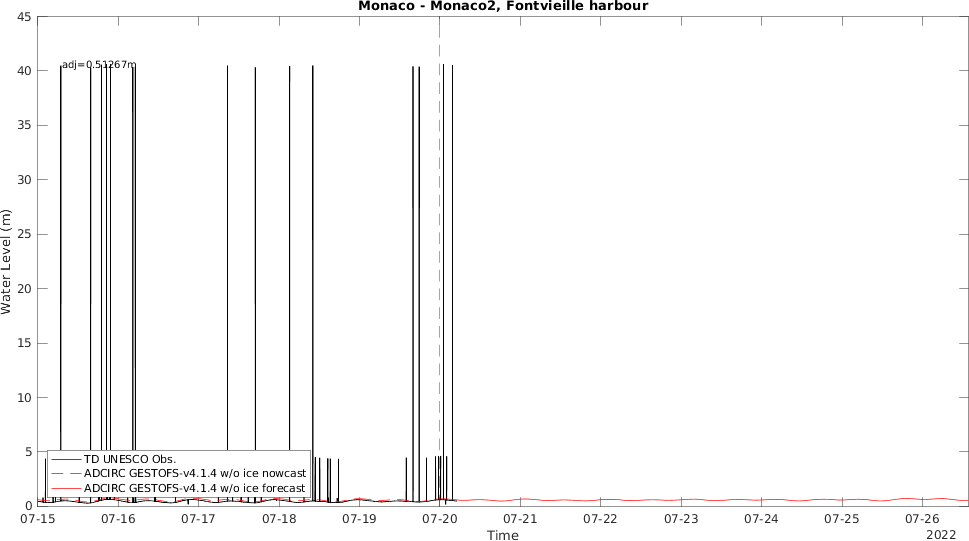 Monaco - Monaco2, Fontvieille harbour
45
40
35
30
25
20
15
10
5
0
Water Level (m)
adj=0.51267m
TD UNESCO Obs.
ADCIRC GESTOFS-v4.1.4 w/o ice nowcast
ADCIRC GESTOFS-v4.1.4 w/o ice forecast
07-15 07-16 07-17 07-18 07-19 07-20 07-21 07-22 07-23 07-24 07-25 07-26
Time
2022